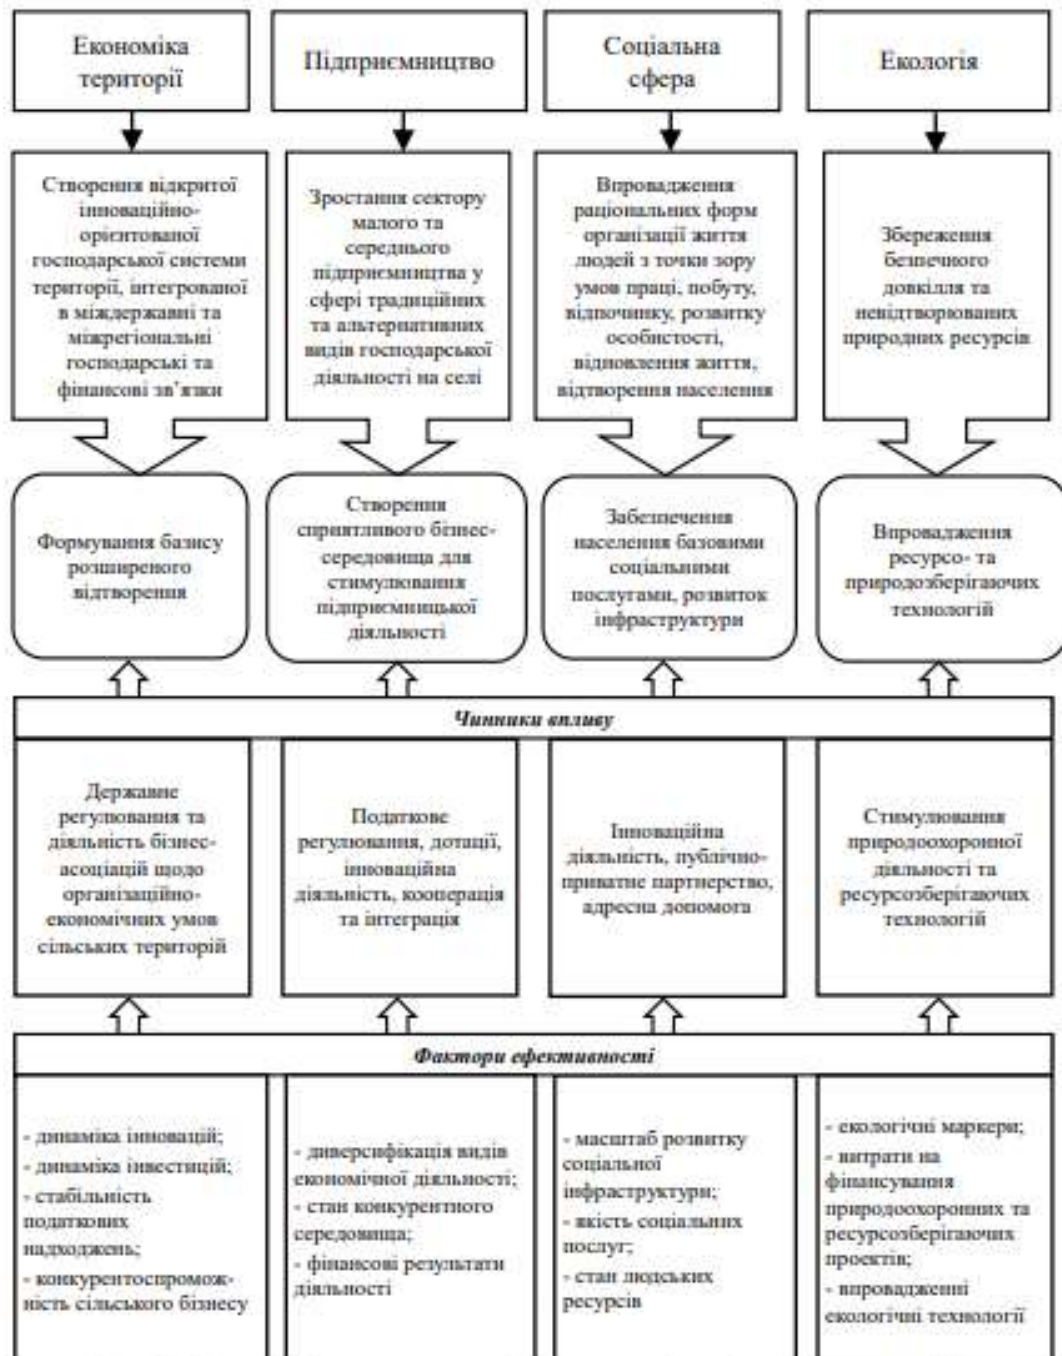 Економіка
території
Підприємництво
Соціальна
сфера
Екологія
Створення відкритої
інноваційно-
орієнтованої
господарської системи
території, інтегрованої
в міждержавні та
міжрегіональні
господарські та
фінансові зв’язки
Зростання сектору
малого та
середнього
підприємництва у
сфері традиційних
та альтернативних
видів господарської
діяльності на селі
Впровадження
раціональних форм
організації життя
людей з точки зору
умов праці, побуту,
відпочинку, розвитку
особистості,
відновлення життя,
відтворення населення
Збереження
безпечного
довкілля та
невідтворюваних
природних ресурсів
Формування базису
розширеного
відтворення
Створення
сприятливого бізнес-
середовища для
стимулювання
підприємницької
діяльності
Забезпечення
населення базовими
соціальними
послугами, розвиток
інфраструктури
Впровадження
ресурсо- та
природозберігаючих
технологій
Чинники впливу
Державне
регулювання та
діяльність бізнес-
асоціацій щодо
організаційно-
економічних умов
сільських територій
Податкове
регулювання, дотації,
інноваційна
діяльність, кооперація
та інтеграція
Інноваційна
діяльність, публічно-
приватне партнерство,
адресна допомога
Стимулювання
природоохоронної
діяльності та
ресурсозберігаючих
технологій
Фактори ефективності
- динаміка інновацій;
- динаміка інвестицій;
- стабільність
податкових
надходжень;
- конкурентоспромож-
ність сільського бізнесу
- диверсифікація видів
економічної діяльності;
- стан конкурентного
середовища;
- фінансові результати
діяльності
- масштаб розвитку
соціальної
інфраструктури;
- якість соціальних
послуг;
- стан людських
ресурсів
- екологічні маркери;
- витрати на
фінансування
природоохоронних та
ресурсозберігаючих
проектів;
- впровадженні
екологічні технології